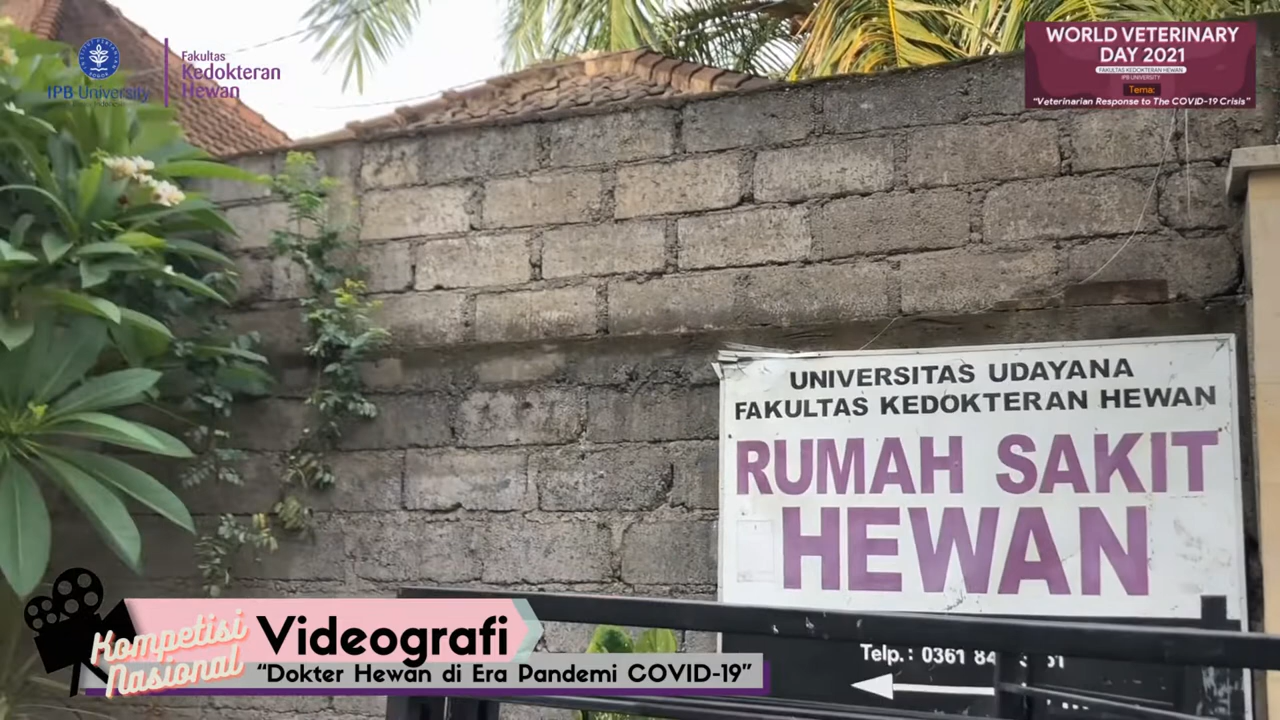 IPB University
Fakultas
Kedokteran
Hewan
WORLD VETERINARY
DAY 2021
FAKULTAS KEDOKTERAN HEWAN
IPB UNIVERSITY
Tema:
"Veterinarian Response to The COVID-19 Crisis"
UNIVERSITAS UDAYANA
FAKULTAS KEDOKTERAN HEWAN
RUMAH SAKIT
HEWAN
Telp.: 0361
Kompetisi
Nasional
Videografi
“Dokter Hewan di Era Pandemi COVID-19”